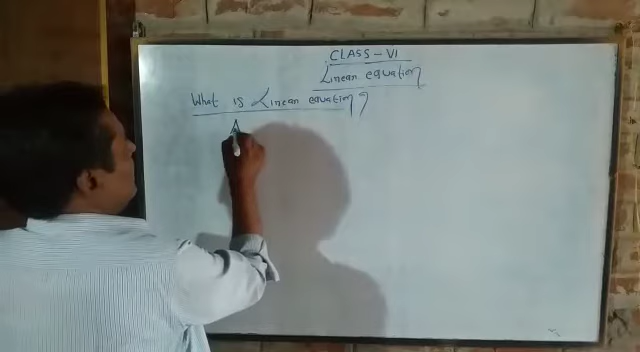 CLASS - VI
Linear equation
What is Linear equation?
A